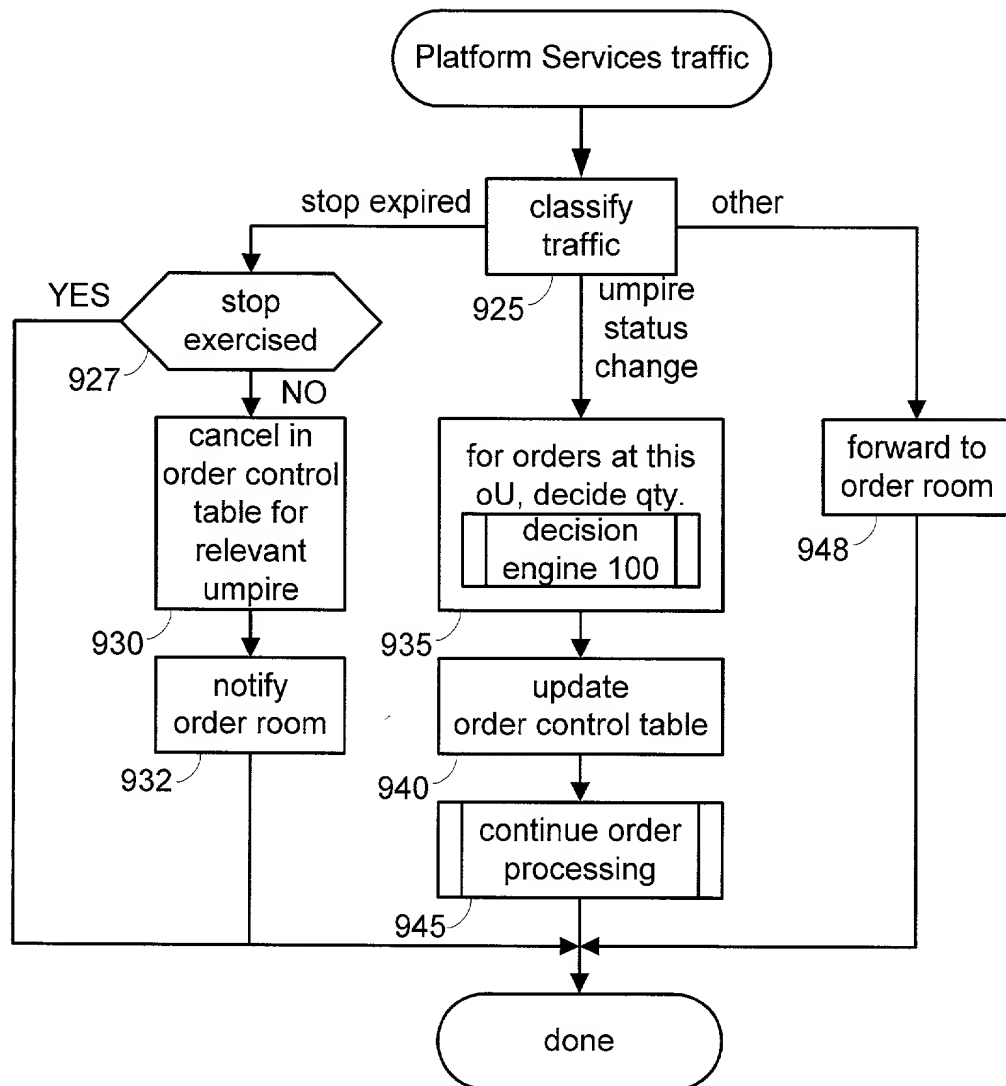 Platform Services traffic
stop expired
classify
traffic
other
925
YES
stop
exercised
927
NO
umpire
status
change
cancel in
order control
table for
relevant
umpire
930
for orders at this
oU, decide qty.
decision
engine 100
935
forward to
order room
948
notify
order room
932
update
order control table
940
continue order
processing
945
done